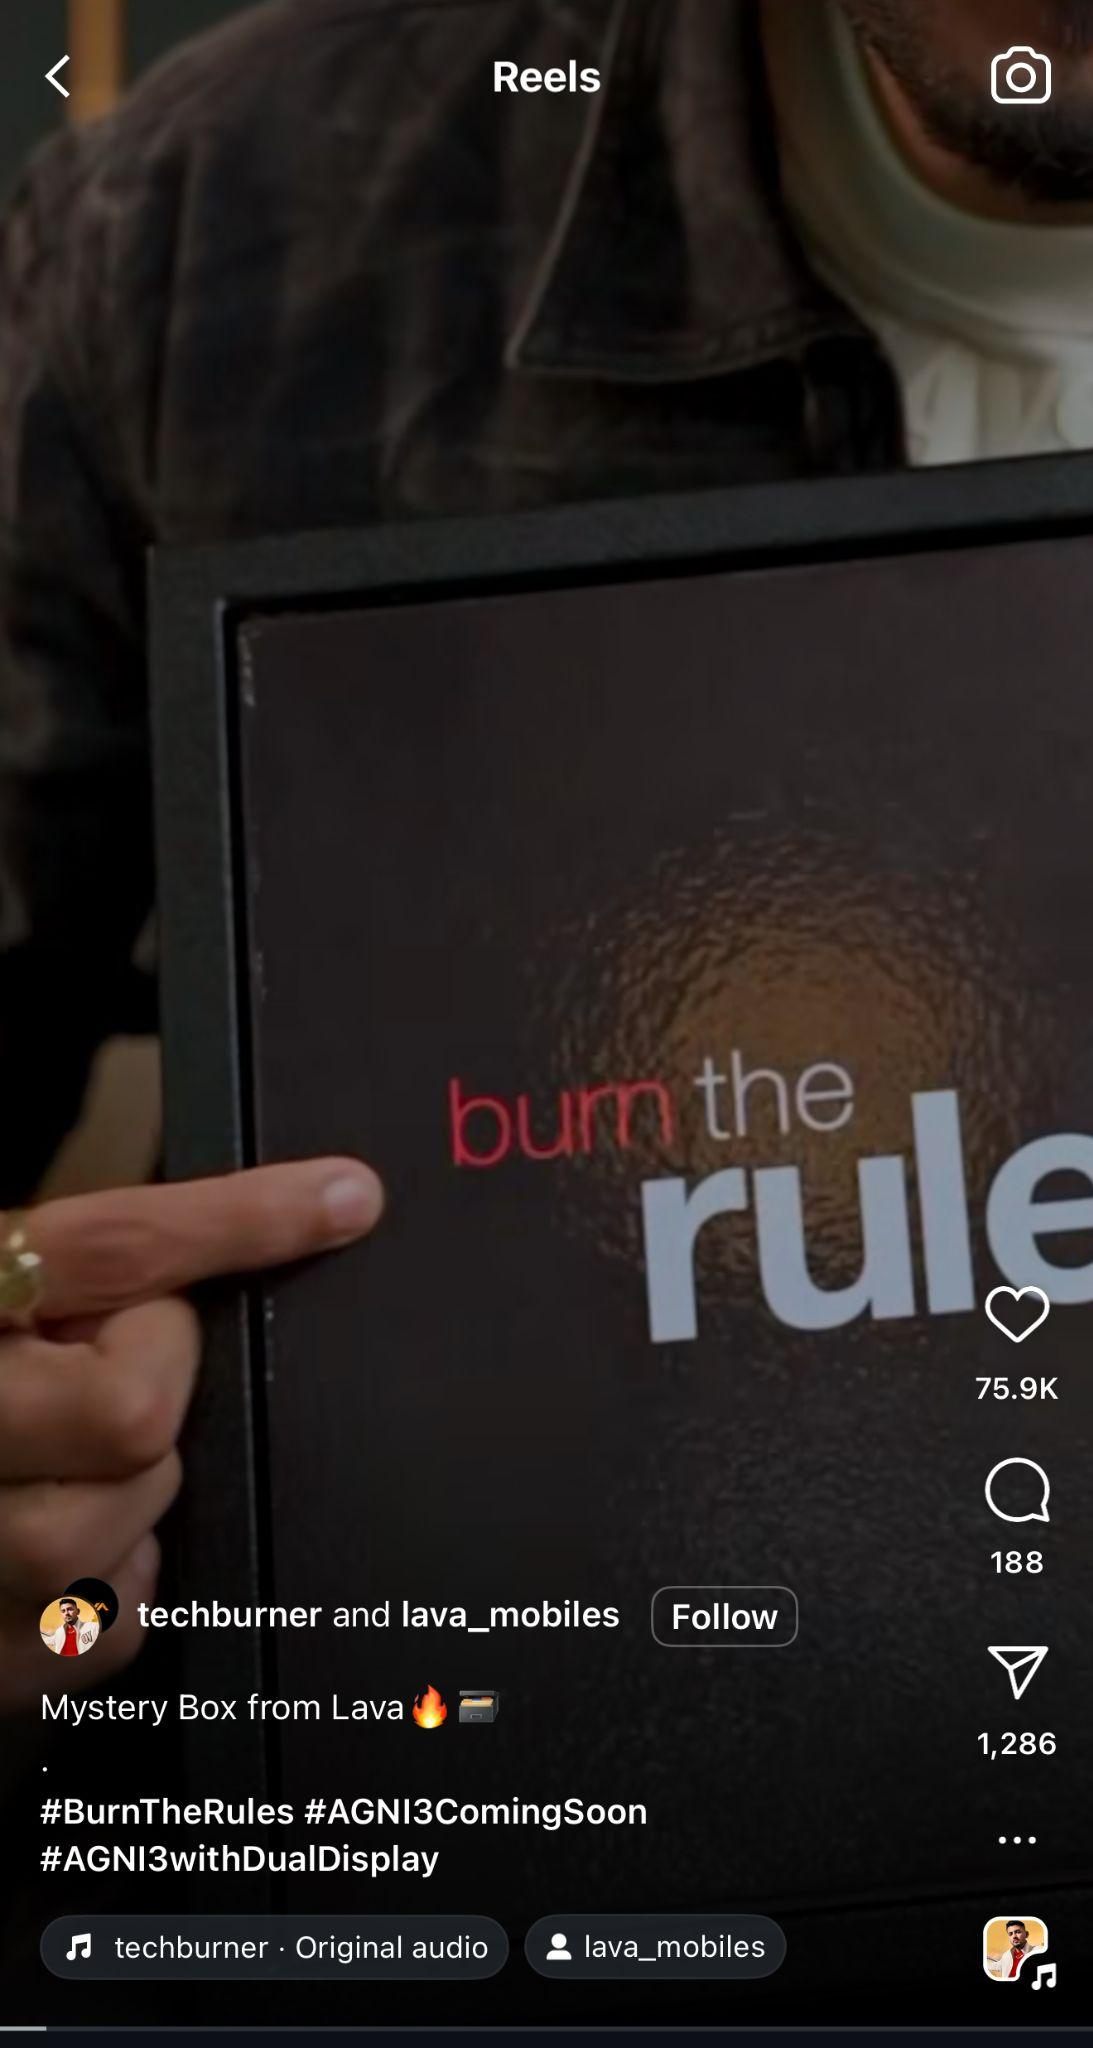 Reels
burn the
rule
75.9K
188
techburner and lava_mobiles Follow
Mystery Box from Lava🔥 🗃️
1,286
.
#BurnTheRules #AGNI3ComingSoon
#AGNI3withDualDisplay
techburner · Original audio lava_mobiles